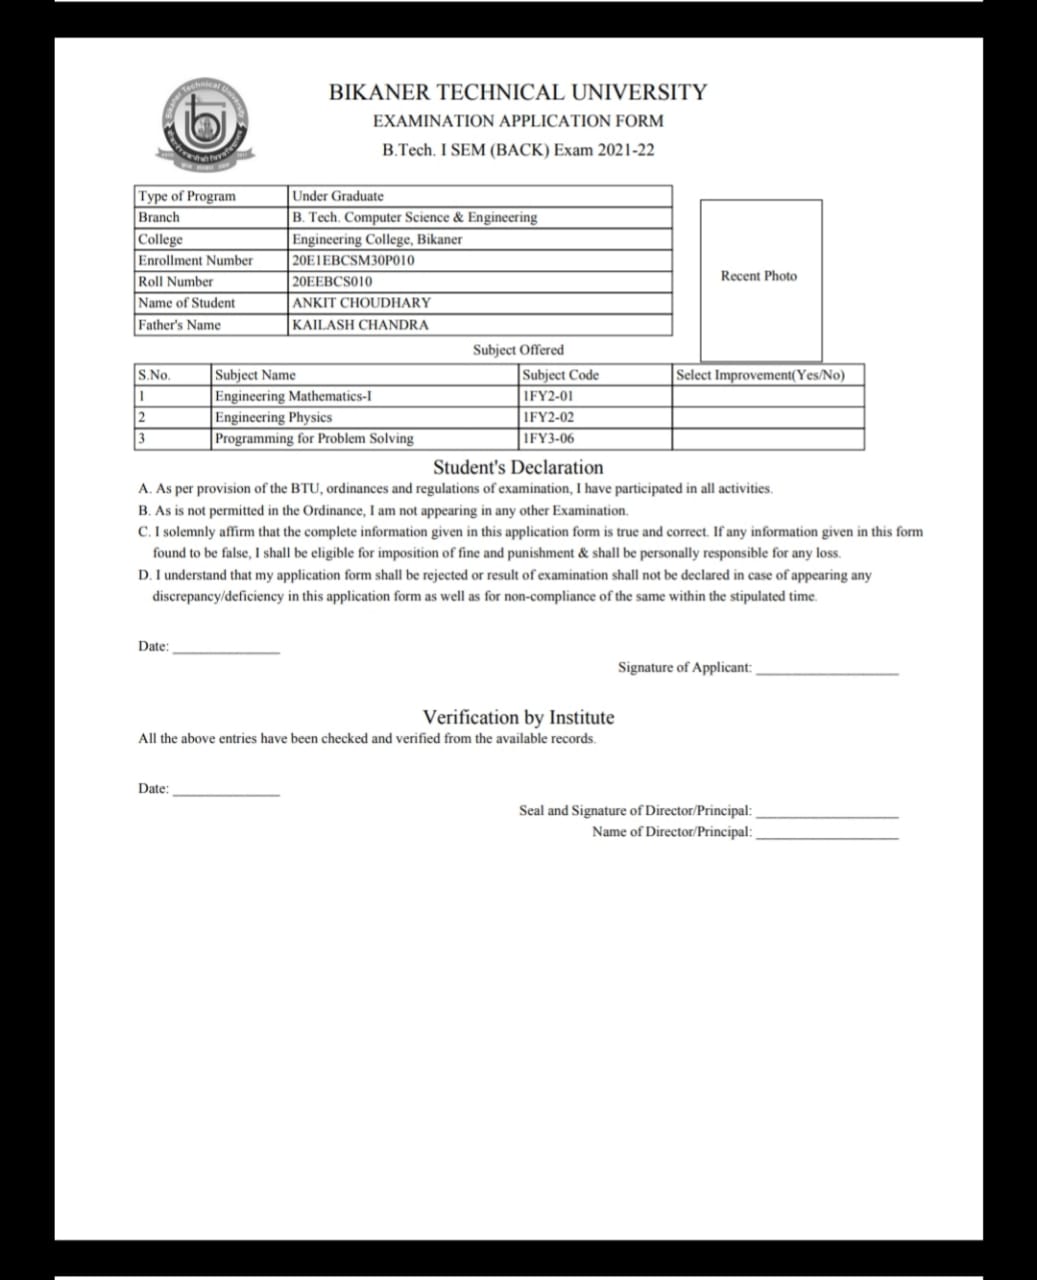 Bikaner Technical University
BIKANER TECHNICAL UNIVERSITY
EXAMINATION APPLICATION FORM
B.Tech. I SEM (BACK) Exam 2021-22
Type of Program Under Graduate
Branch B. Tech. Computer Science & Engineering
College Engineering College, Bikaner
Enrollment Number 20E1EBCSM30P010
Roll Number 20EEBCS010
Name of Student ANKIT CHOUDHARY
Father's Name KAILASH CHANDRA
Recent Photo
Subject Offered
S.No. Subject Name Subject Code Select Improvement(Yes/No)
1 Engineering Mathematics-I 1FY2-01
2 Engineering Physics 1FY2-02
3 Programming for Problem Solving 1FY3-06
Student's Declaration
A. As per provision of the BTU, ordinances and regulations of examination, I have participated in all activities.
B. As is not permitted in the Ordinance, I am not appearing in any other Examination.
C. I solemnly affirm that the complete information given in this application form is true and correct. If any information given in this form
found to be false, I shall be eligible for imposition of fine and punishment & shall be personally responsible for any loss.
D. I understand that my application form shall be rejected or result of examination shall not be declared in case of appearing any
discrepancy/deficiency in this application form as well as for non-compliance of the same within the stipulated time.
Date: _______________
Signature of Applicant: ____________________
Verification by Institute
All the above entries have been checked and verified from the available records.
Date: _______________
Seal and Signature of Director/Principal: ____________________
Name of Director/Principal: ____________________